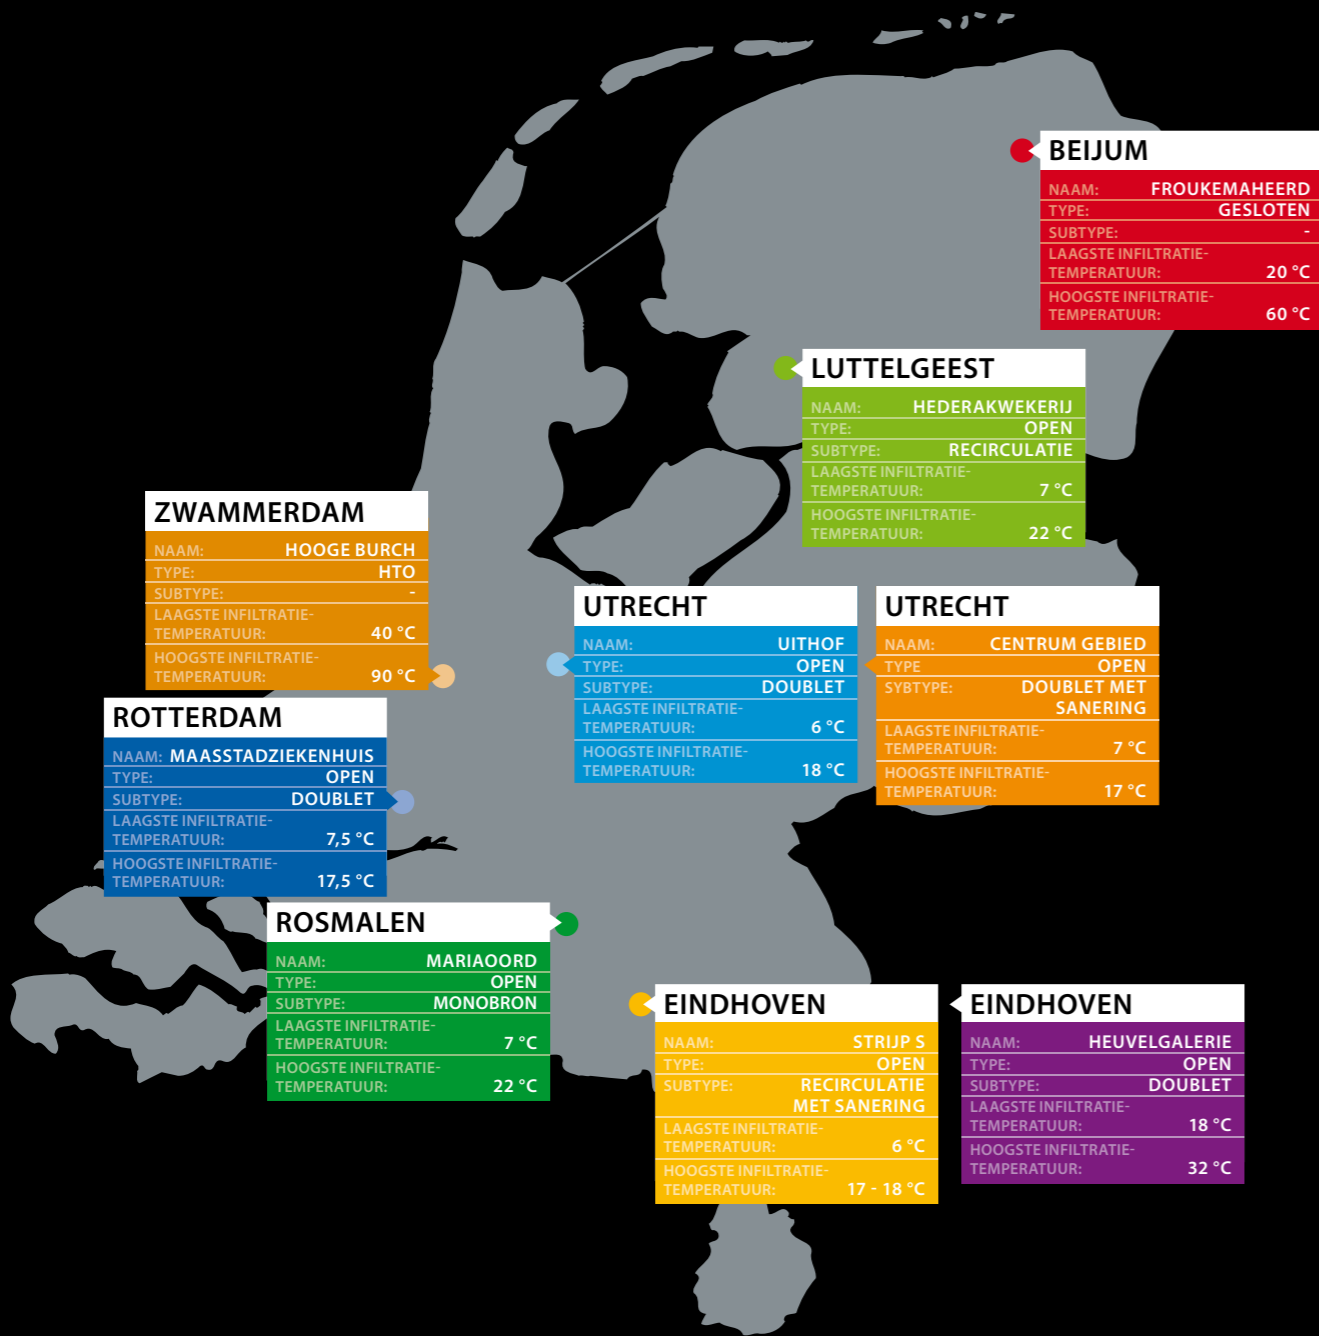 BEIJUM
NAAM: FROUKEMAHEERD
TYPE: GESLOTEN
SUBTYPE: -
LAAGSTE INFILTRATIE-
TEMPERATUUR: 20 °C
HOOGSTE INFILTRATIE-
TEMPERATUUR: 60 °C
LUTTELGEEST
NAAM: HEDERAKWEKERIJ
TYPE: OPEN
SUBTYPE: RECIRCULATIE
LAAGSTE INFILTRATIE-
TEMPERATUUR: 7 °C
HOOGSTE INFILTRATIE-
TEMPERATUUR: 22 °C
ZWAMMERDAM
NAAM: HOOGE BURCH
TYPE: HTO
SUBTYPE: -
LAAGSTE INFILTRATIE-
TEMPERATUUR: 40 °C
HOOGSTE INFILTRATIE-
TEMPERATUUR: 90 °C
UTRECHT
NAAM: UITHOF
TYPE: OPEN
SUBTYPE: DOUBLET
LAAGSTE INFILTRATIE-
TEMPERATUUR: 6 °C
HOOGSTE INFILTRATIE-
TEMPERATUUR: 18 °C
UTRECHT
NAAM: CENTRUM GEBIED
TYPE OPEN
SYBTYPE: DOUBLET MET
SANERING
LAAGSTE INFILTRATIE-
TEMPERATUUR: 7 °C
HOOGSTE INFILTRATIE-
TEMPERATUUR: 17 °C
ROTTERDAM
NAAM: MAASSTADZIEKENHUIS
TYPE: OPEN
SUBTYPE: DOUBLET
LAAGSTE INFILTRATIE-
TEMPERATUUR: 7,5 °C
HOOGSTE INFILTRATIE-
TEMPERATUUR: 17,5 °C
ROSMALEN
NAAM: MARIAOORD
TYPE: OPEN
SUBTYPE: MONOBRON
LAAGSTE INFILTRATIE-
TEMPERATUUR: 7 °C
HOOGSTE INFILTRATIE-
TEMPERATUUR: 22 °C
EINDHOVEN
NAAM: STRIJP S
TYPE: OPEN
SUBTYPE: RECIRCULATIE
MET SANERING
LAAGSTE INFILTRATIE-
TEMPERATUUR: 6 °C
HOOGSTE INFILTRATIE-
TEMPERATUUR: 17 - 18 °C
EINDHOVEN
NAAM: HEUVELGALERIE
TYPE: OPEN
SUBTYPE: DOUBLET
LAAGSTE INFILTRATIE-
TEMPERATUUR: 18 °C
HOOGSTE INFILTRATIE-
TEMPERATUUR: 32 °C